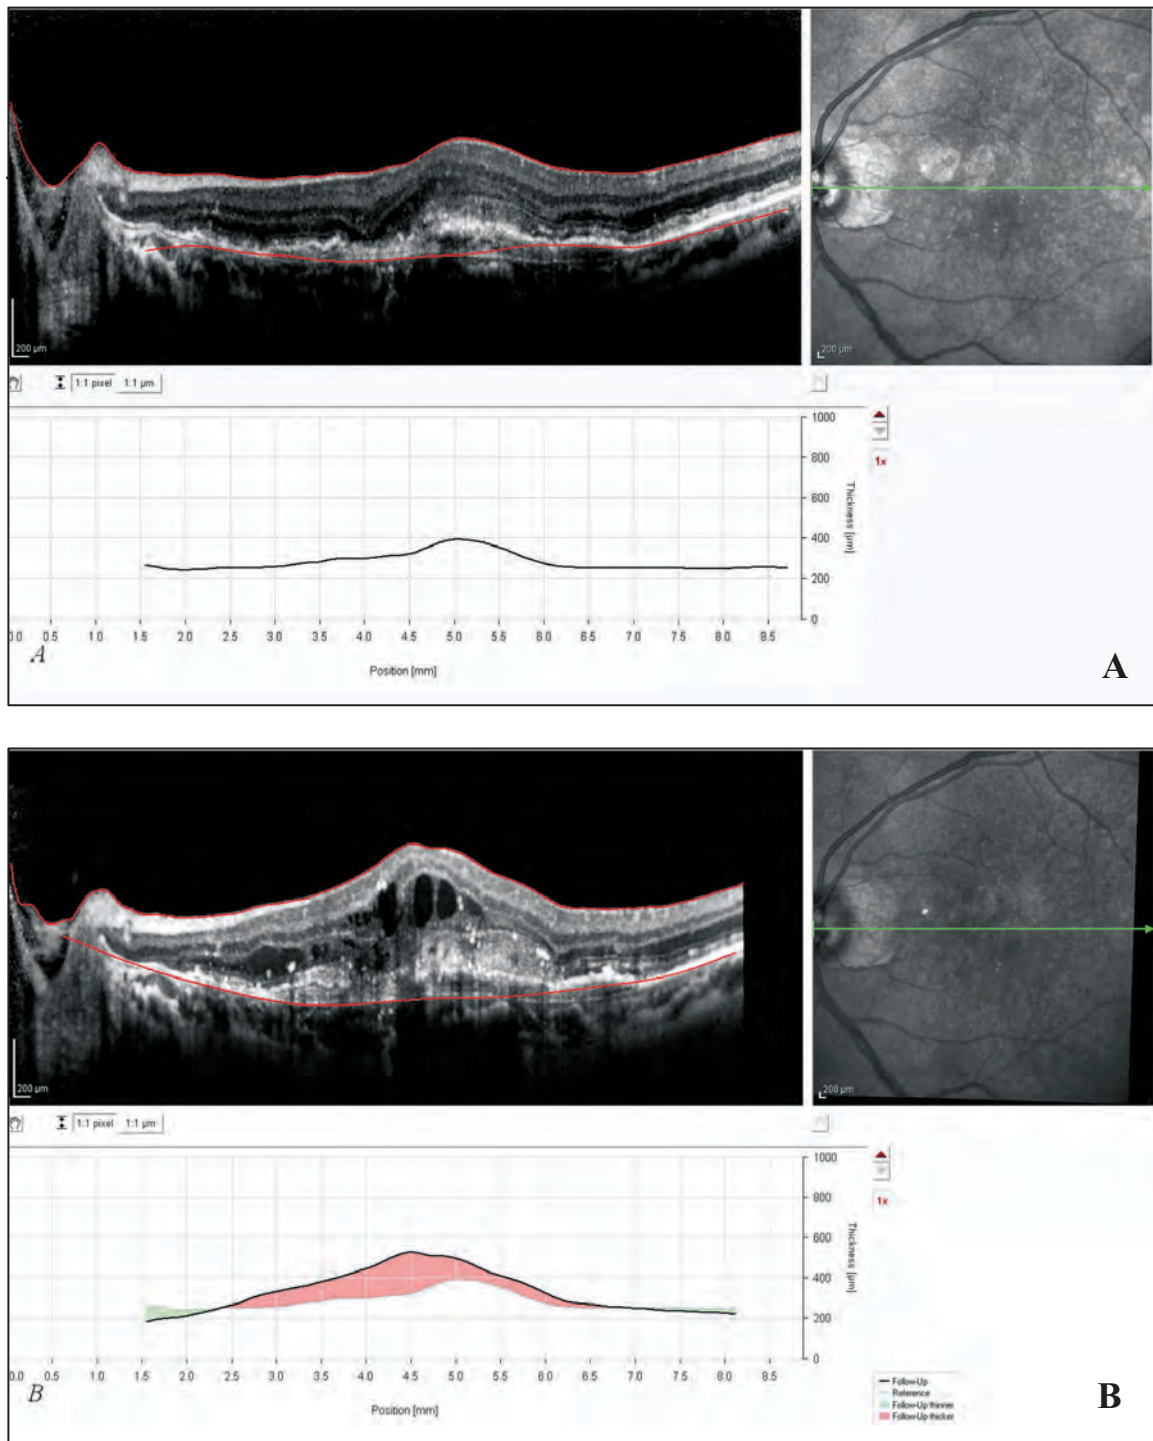 200 µm
200 µm
1:1 pixel 1:1 µm
1000
800
600
400
200
0
Thickness [µm]
1x
0.0 0.5 1.0 1.5 2.0 2.5 3.0 3.5 4.0 4.5 5.0 5.5 6.0 6.5 7.0 7.5 8.0 8.5
Position [mm]
A
A
200 µm
200 µm
1:1 pixel 1:1 µm
1000
800
600
400
200
0
Thickness [µm]
1x
0.0 0.5 1.0 1.5 2.0 2.5 3.0 3.5 4.0 4.5 5.0 5.5 6.0 6.5 7.0 7.5 8.0 8.5
Position [mm]
B
Follow-Up
Reference
Follow-Up thinner
Follow-Up thicker
B